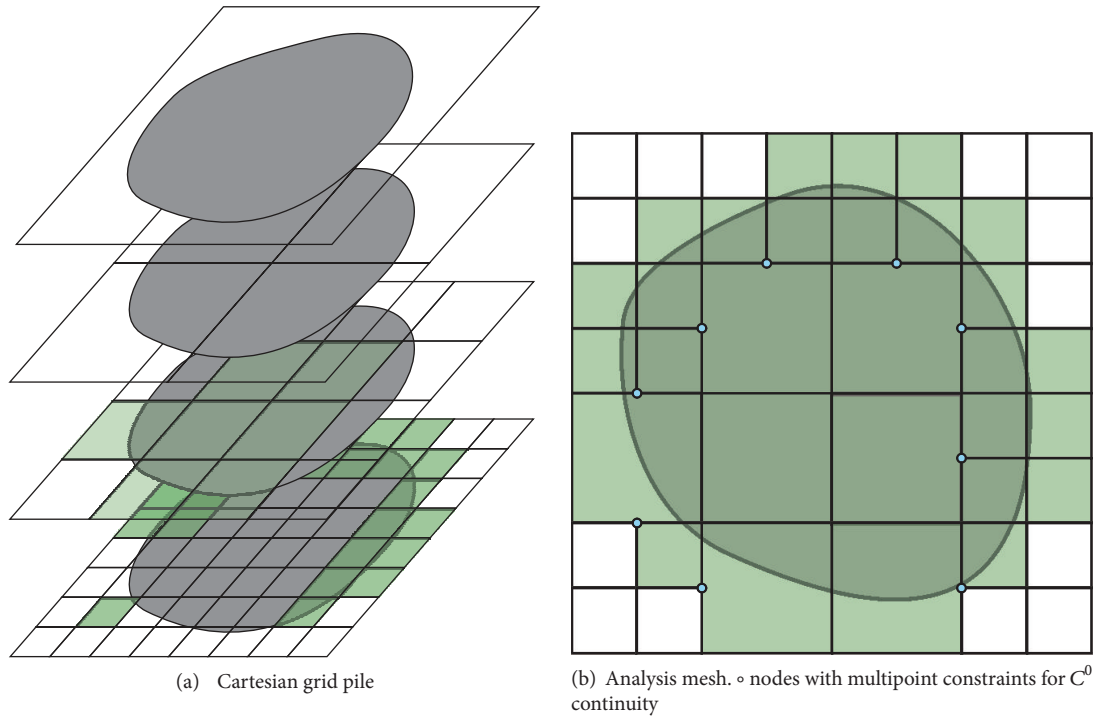 (a) Cartesian grid pile
(b) Analysis mesh. ∘ nodes with multipoint constraints for C⁰
continuity